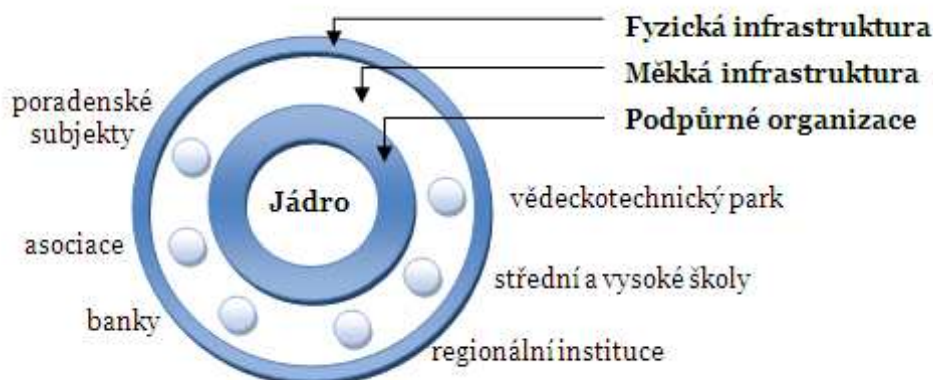 Fyzická infrastruktura
Měkká infrastruktura
Podpůrné organizace
poradenské
subjekty
Jádro
vědeckotechnický park
asociace
střední a vysoké školy
banky
regionální instituce